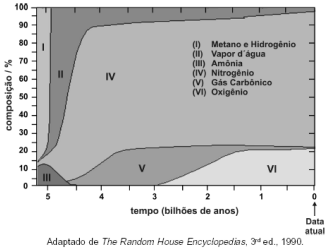 composição / %
100
90
80
70
60
50
40
30
20
10
0
I
II
III
IV
V
VI
(I) Metano e Hidrogênio
(II) Vapor d´água
(III) Amônia
(IV) Nitrogênio
(V) Gás Carbônico
(VI) Oxigênio
5 4 3 2 1 0
tempo (bilhões de anos)
Data
atual
Adaptado de The Random House Encyclopedias, 3rd ed., 1990.